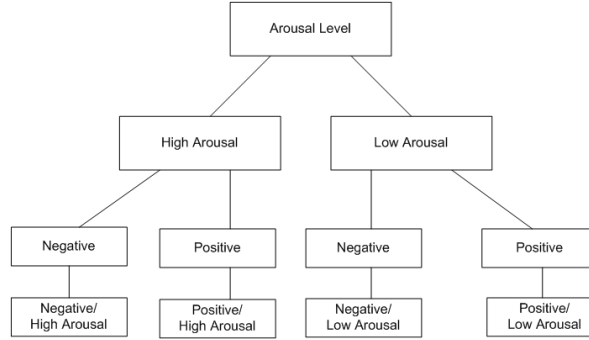 Arousal Level
High Arousal
Low Arousal
Negative
Positive
Negative
Positive
Negative/
High Arousal
Positive/
High Arousal
Negative/
Low Arousal
Positive/
Low Arousal